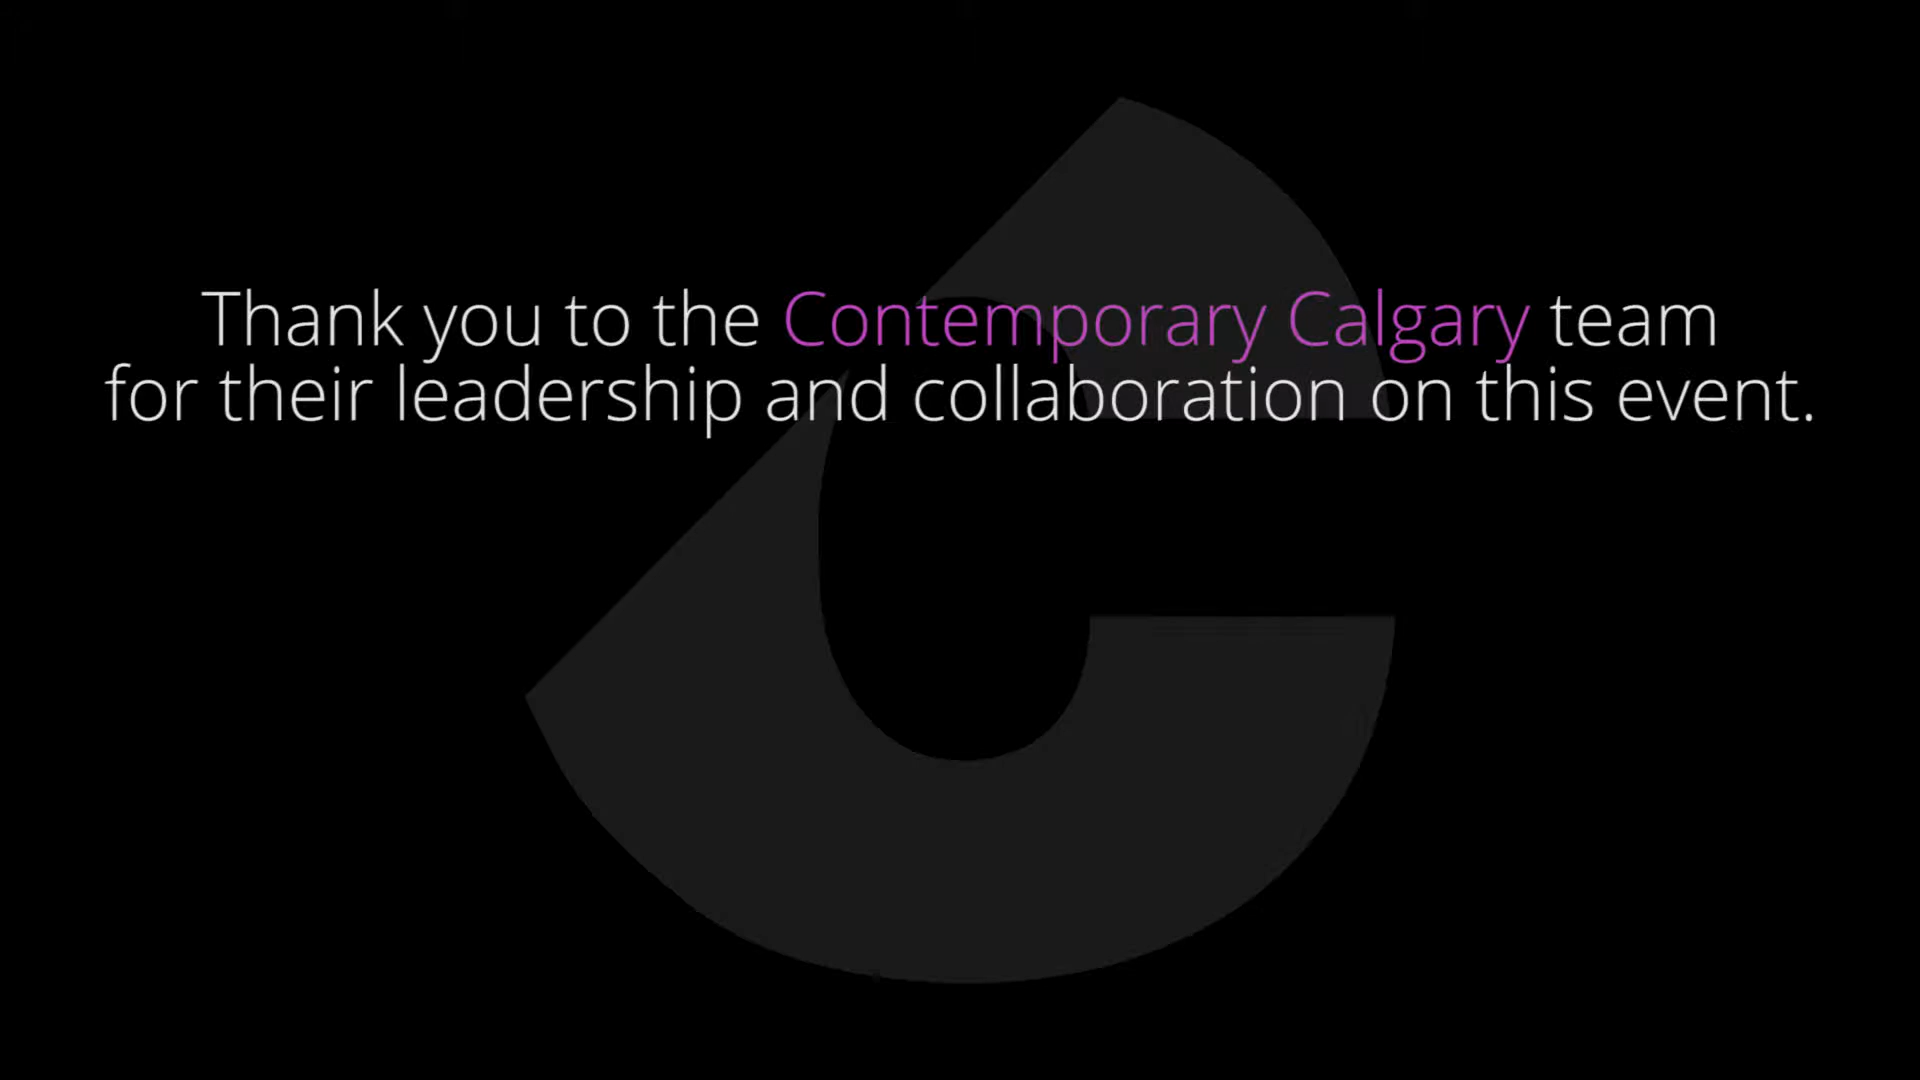 Thank you to the Contemporary Calgary team
for their leadership and collaboration on this event.